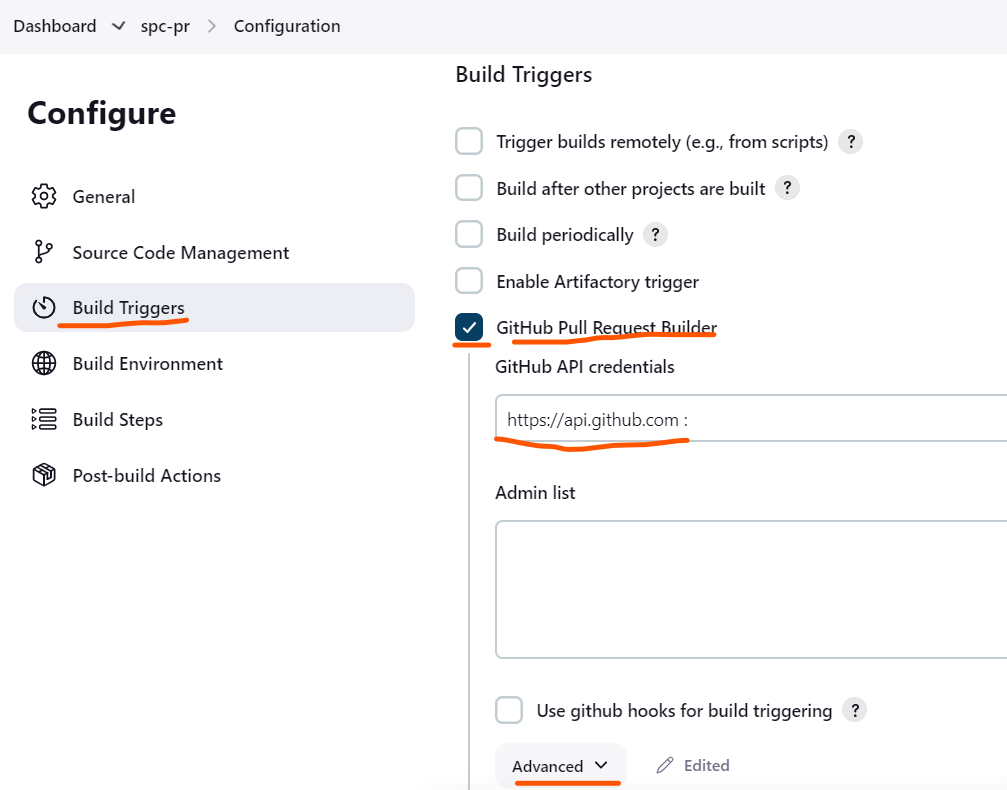 Dashboard spc-pr Configuration
Configure
General
Source Code Management
Build Triggers
Build Environment
Build Steps
Post-build Actions
Build Triggers
Trigger builds remotely (e.g., from scripts) ?
Build after other projects are built ?
Build periodically ?
Enable Artifactory trigger
GitHub Pull Request Builder
GitHub API credentials
https://api.github.com :
Admin list
Use github hooks for build triggering ?
Advanced Edited